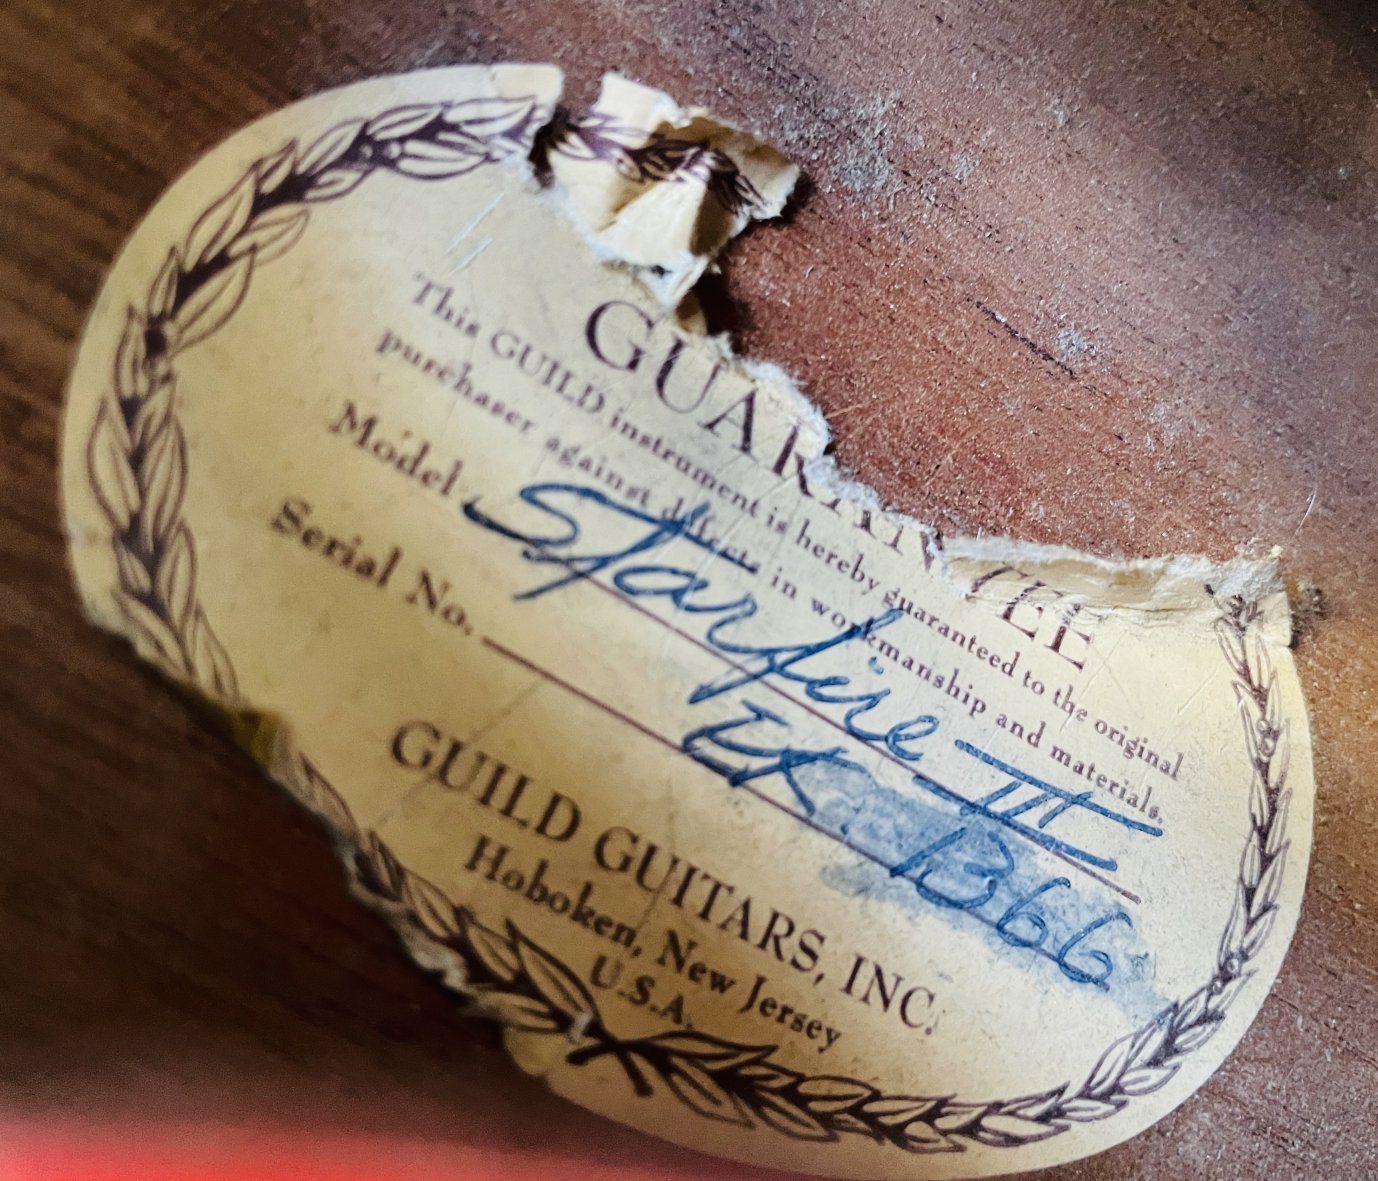 GUARANTEE
This GUILD instrument is hereby guaranteed to the original
purchaser against defects in workmanship and materials.
Model Starfire-III
Serial No. EK 1366
GUILD GUITARS, INC.
Hoboken, New Jersey
U.S.A.